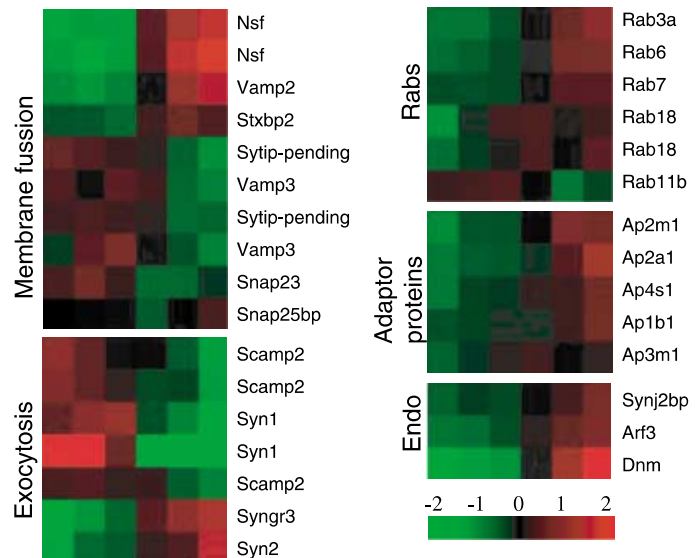 Membrane fussion
Nsf
Nsf
Vamp2
Stxbp2
Sytip-pending
Vamp3
Sytip-pending
Vamp3
Snap23
Snap25bp
Exocytosis
Scamp2
Scamp2
Syn1
Syn1
Scamp2
Syngr3
Syn2
Rabs
Rab3a
Rab6
Rab7
Rab18
Rab18
Rab11b
Adaptor
proteins
Ap2m1
Ap2a1
Ap4s1
Ap1b1
Ap3m1
Endo
Synj2bp
Arf3
Dnm
-2 -1 0 1 2